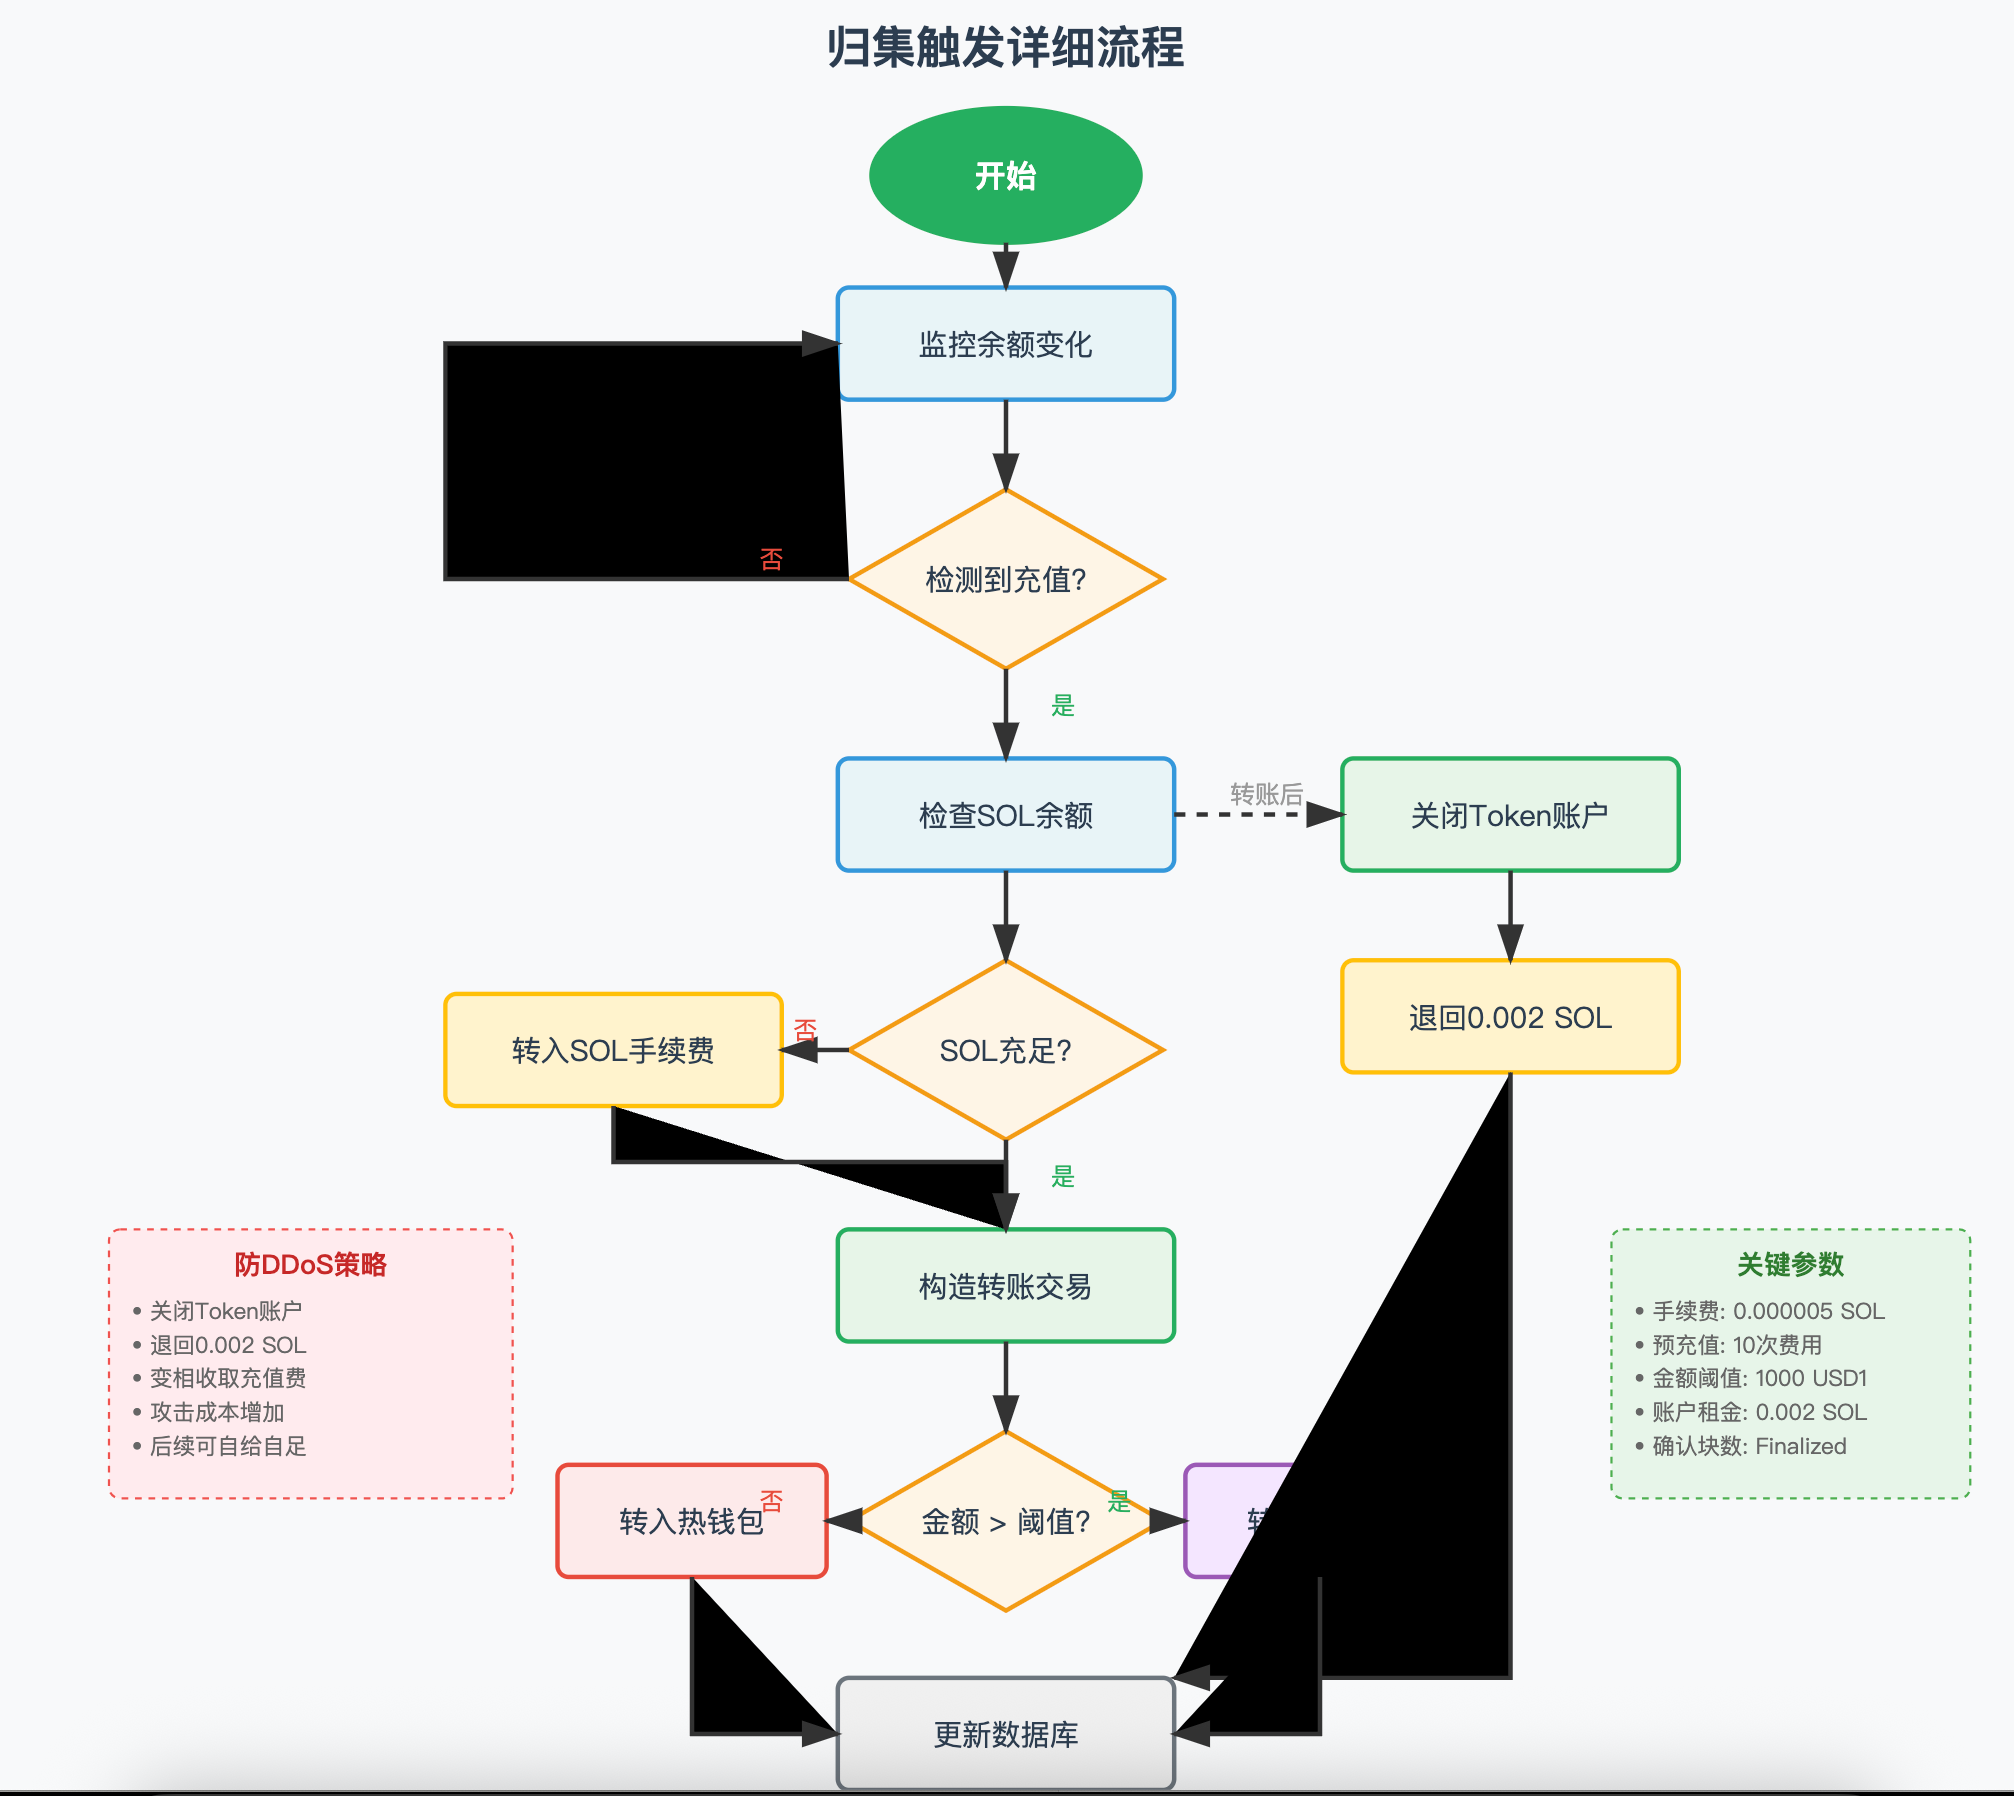 归集触发详细流程
开始
监控余额变化
否
检测到充值?
是
检查SOL余额
转账后
关闭Token账户
转入SOL手续费
否
SOL充足?
退回0.002 SOL
是
构造转账交易
防DDoS策略
• 关闭Token账户
• 退回0.002 SOL
• 变相收取充值费
• 攻击成本增加
• 后续可自给自足
关键参数
• 手续费: 0.000005 SOL
• 预充值: 10次费用
• 金额阈值: 1000 USD1
• 账户租金: 0.002 SOL
• 确认块数: Finalized
转入热钱包
否
金额 > 阈值?
是
更新数据库